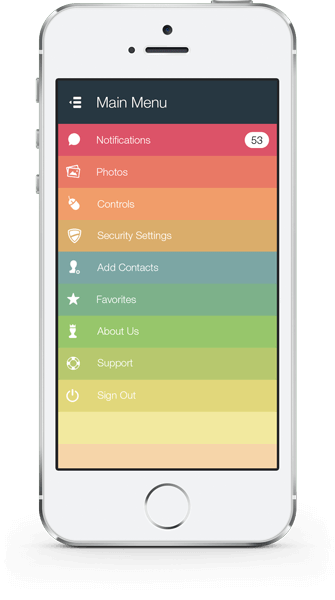 Main Menu
Notifications 53
Photos
Controls
Security Settings
Add Contacts
Favorites
About Us
Support
Sign Out